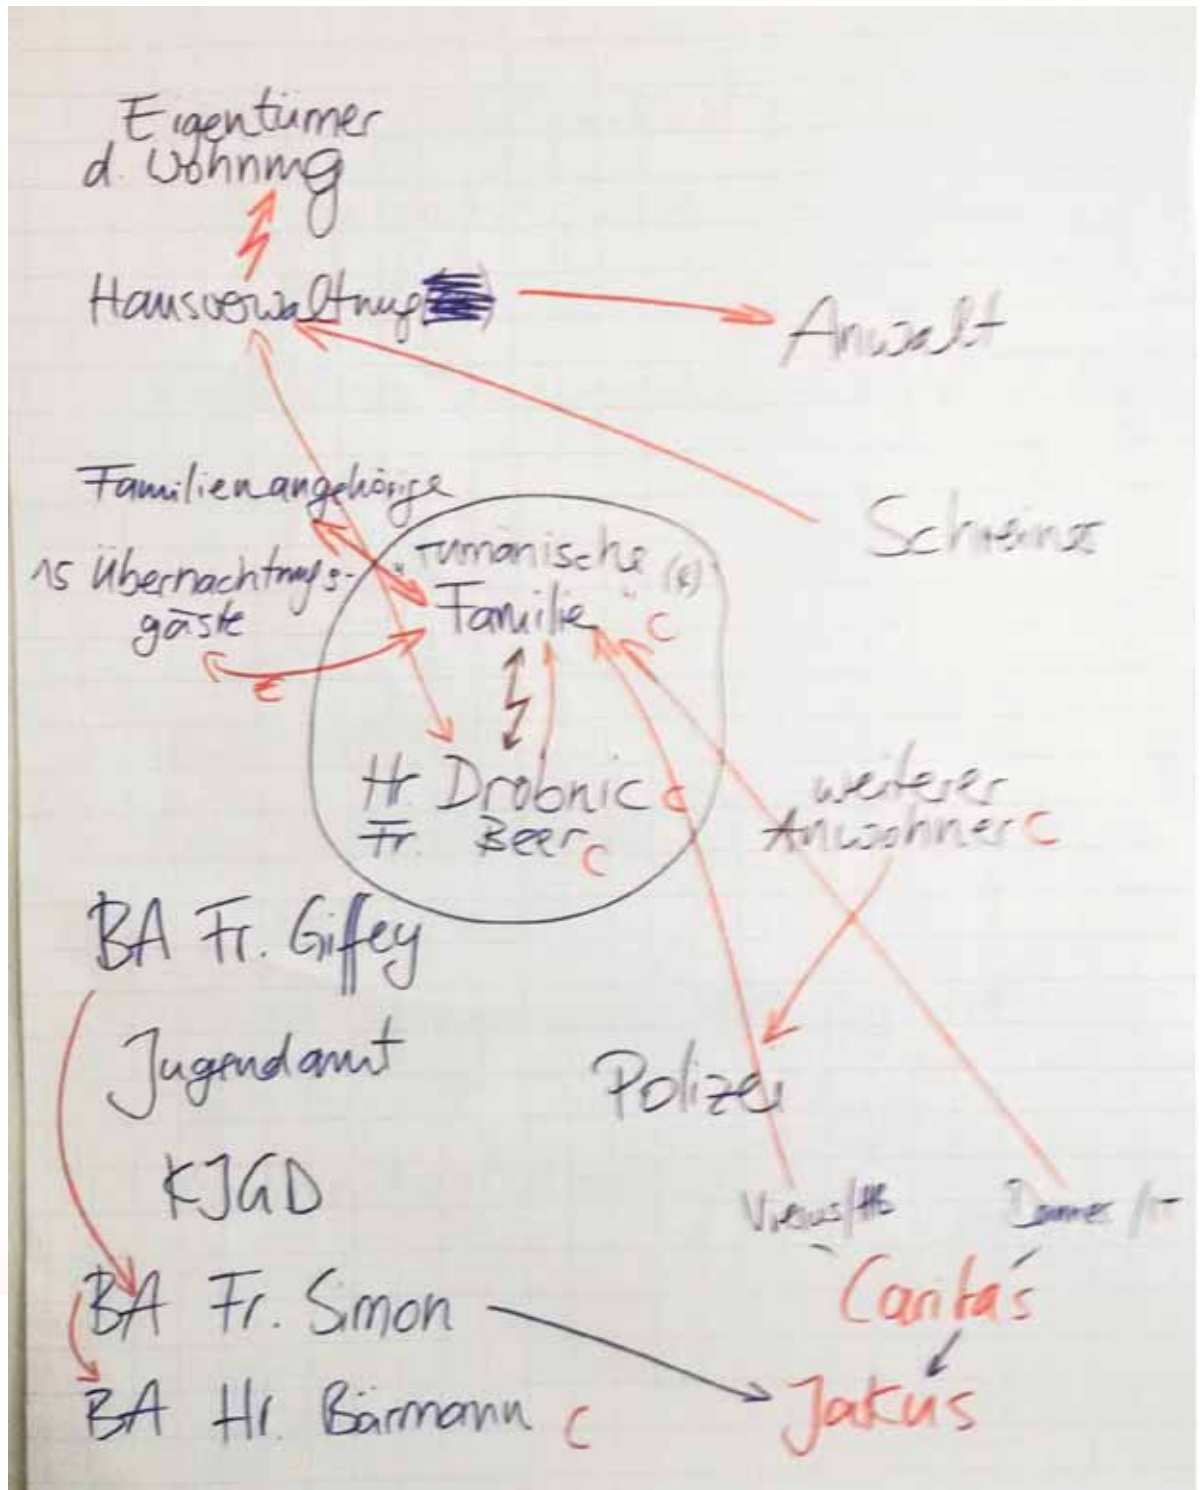 Eigentümer
d. Wohnung
Hausverwaltung
Anwalt
Familienangehörige
Schreiner
15 Übernachtungs-
gäste
€
"rumänische
Familie" C
Hr. Drobnic C
Fr. Beer C
weiterer
Anwohner C
BA Fr. Giffey
Jugendamt
Polizei
KJGD
BA Fr. Simon
Caritas
BA Hr. Bärmann C
Jakus